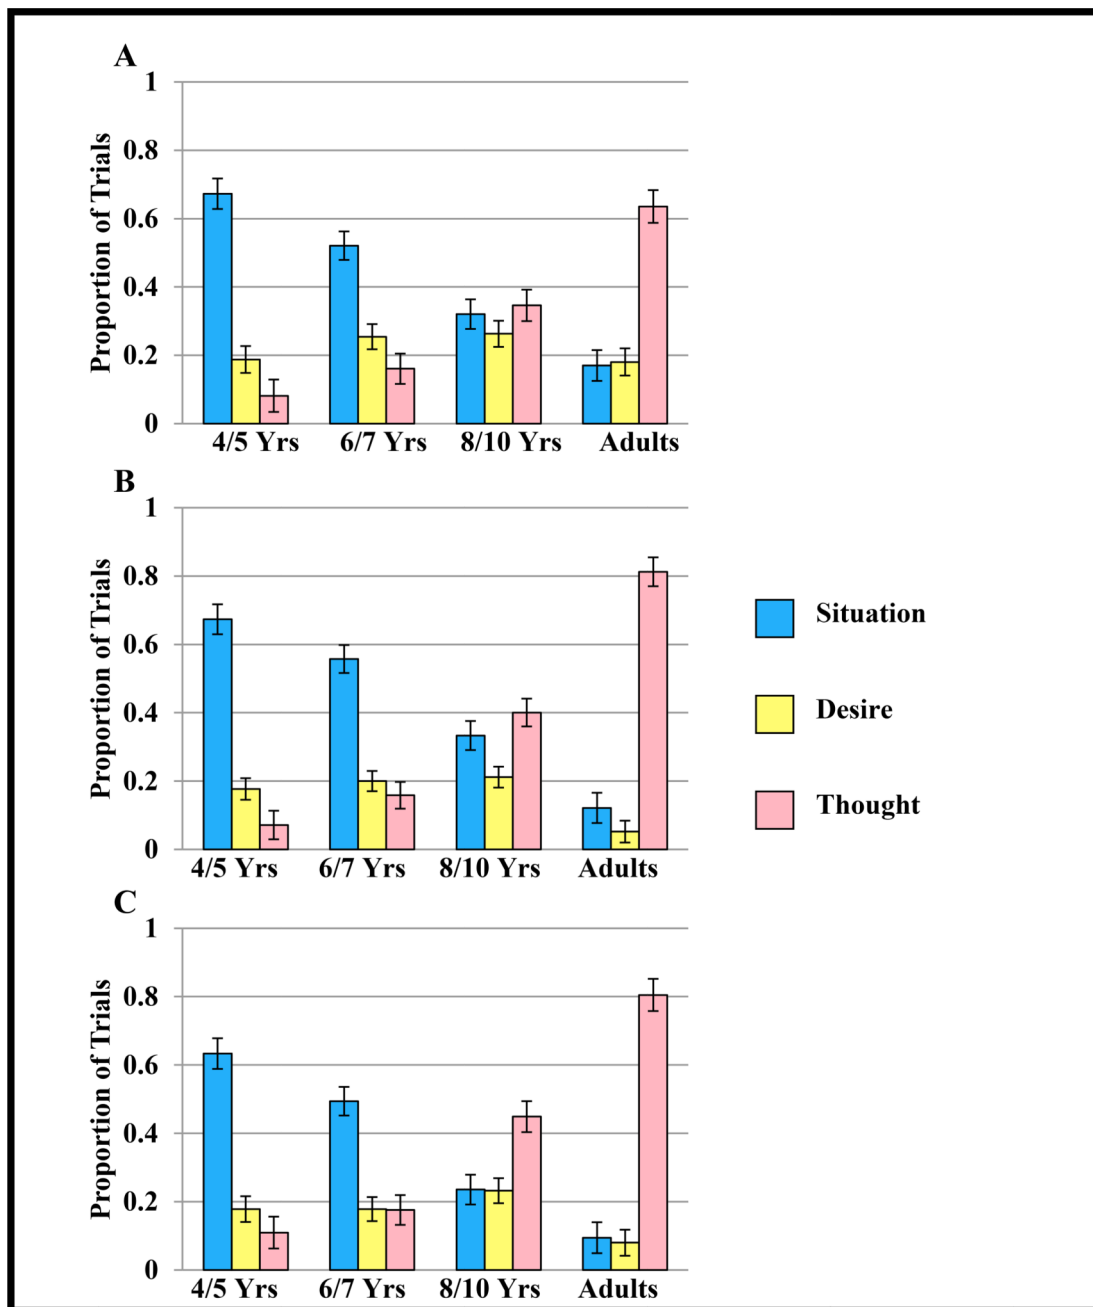 A
1
0.8
0.6
0.4
0.2
0
Proportion of Trials
4/5 Yrs 6/7 Yrs 8/10 Yrs Adults
B
1
0.8
0.6
0.4
0.2
0
Proportion of Trials
4/5 Yrs 6/7 Yrs 8/10 Yrs Adults
C
1
0.8
0.6
0.4
0.2
0
Proportion of Trials
4/5 Yrs 6/7 Yrs 8/10 Yrs Adults
Situation
Desire
Thought